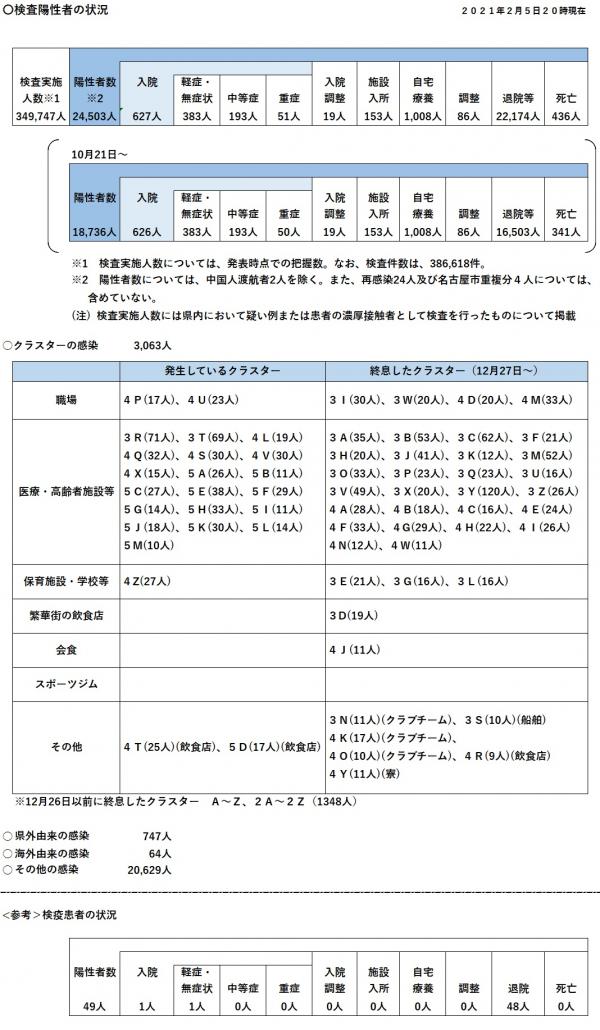 〇検査陽性者の状況
２０２１年２月５日２０時現在
検査実施人数※1 陽性者数※2 入院 軽症・無症状 中等症 重症 入院調整 施設入所 自宅療養 調整 退院等 死亡
349,747人 24,503人 627人 383人 193人 51人 19人 153人 1,008人 86人 22,174人 436人
10月21日～
陽性者数 入院 軽症・無症状 中等症 重症 入院調整 施設入所 自宅療養 調整 退院等 死亡
18,736人 626人 383人 193人 50人 19人 153人 1,008人 86人 16,503人 341人
※1　検査実施人数については、発表時点での把握数。なお、検査件数は、386,618件。
※2　陽性者数については、中国人渡航者2人を除く。また、再感染24人及び名古屋市重複分４人については、
含めていない。
（注）検査実施人数には県内において疑い例または患者の濃厚接触者として検査を行ったものについて掲載
〇クラスターの感染　3,063人
発生しているクラスター 終息したクラスター（12月27日～）
職場
４Ｐ(17人)、４Ｕ(23人)
３Ｉ(30人)、３Ｗ(20人)、４Ｄ(20人)、４Ｍ(33人)
医療・高齢者施設等
３Ｒ(71人)、３Ｔ(69人)、４Ｌ(19人)
４Ｑ(32人)、４Ｓ(30人)、４Ｖ(30人)
４Ｘ(15人)、５Ａ(26人)、５Ｂ(11人)
５Ｃ(27人)、５Ｅ(38人)、５Ｆ(29人)
５Ｇ(14人)、５Ｈ(33人)、５Ｉ(11人)
５Ｊ(18人)、５Ｋ(30人)、５Ｌ(14人)
５Ｍ(10人)
３Ａ(35人)、３Ｂ(53人)、３Ｃ(62人)、３Ｆ(21人)
３Ｈ(20人)、３Ｊ(41人)、３Ｋ(12人)、３Ｍ(52人)
３Ｏ(33人)、３Ｐ(23人)、３Ｑ(23人)、３Ｕ(16人)
３Ｖ(49人)、３Ｘ(20人)、３Ｙ(120人)、３Ｚ(26人)
４Ａ(28人)、４Ｂ(18人)、４Ｃ(16人)、４Ｅ(24人)
４Ｆ(33人)、４Ｇ(29人)、４Ｈ(22人)、４Ｉ(26人)
４Ｎ(12人)、４Ｗ(11人)
保育施設・学校等
４Ｚ(27人)
３Ｅ(21人)、３Ｇ(16人)、３Ｌ(16人)
繁華街の飲食店
３Ｄ(19人)
会食
４Ｊ(11人)
スポーツジム
その他
４Ｔ(25人)(飲食店)、５Ｄ(17人)(飲食店)
３Ｎ(11人)(クラブチーム)、３Ｓ(10人)(船舶)
４Ｋ(17人)(クラブチーム)、
４Ｏ(10人)(クラブチーム)、４Ｒ(9人)(飲食店)
４Ｙ(11人)(寮)
※12月26日以前に終息したクラスター　Ａ～Ｚ、２Ａ～２Ｚ（1348人）
〇県外由来の感染　747人
〇海外由来の感染　64人
〇その他の感染　20,629人
<参考>検疫患者の状況
陽性者数 入院 軽症・無症状 中等症 重症 入院調整 施設入所 自宅療養 調整 退院 死亡
49人 1人 1人 0人 0人 0人 0人 0人 0人 48人 0人